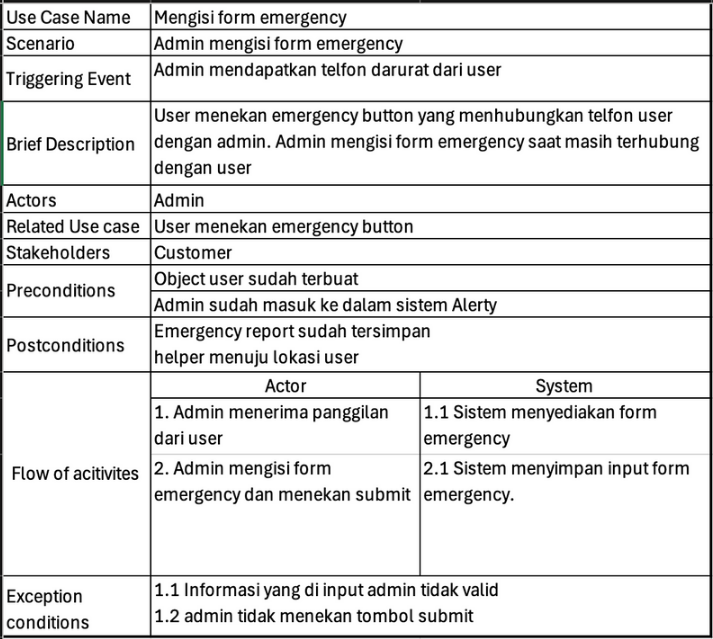 Use Case Name Mengisi form emergency
Scenario Admin mengisi form emergency
Triggering Event Admin mendapatkan telfon darurat dari user
Brief Description
User menekan emergency button yang menhubungkan telfon user
dengan admin. Admin mengisi form emergency saat masih terhubung
dengan user
Actors Admin
Related Use case User menekan emergency button
Stakeholders Customer
Preconditions
Object user sudah terbuat
Admin sudah masuk ke dalam sistem Alerty
Postconditions
Emergency report sudah tersimpan
helper menuju lokasi user
Flow of acitivites
Actor
System
1. Admin menerima panggilan
dari user
1.1 Sistem menyediakan form
emergency
2. Admin mengisi form
emergency dan menekan submit
2.1 Sistem menyimpan input form
emergency.
Exception
conditions
1.1 Informasi yang di input admin tidak valid
1.2 admin tidak menekan tombol submit